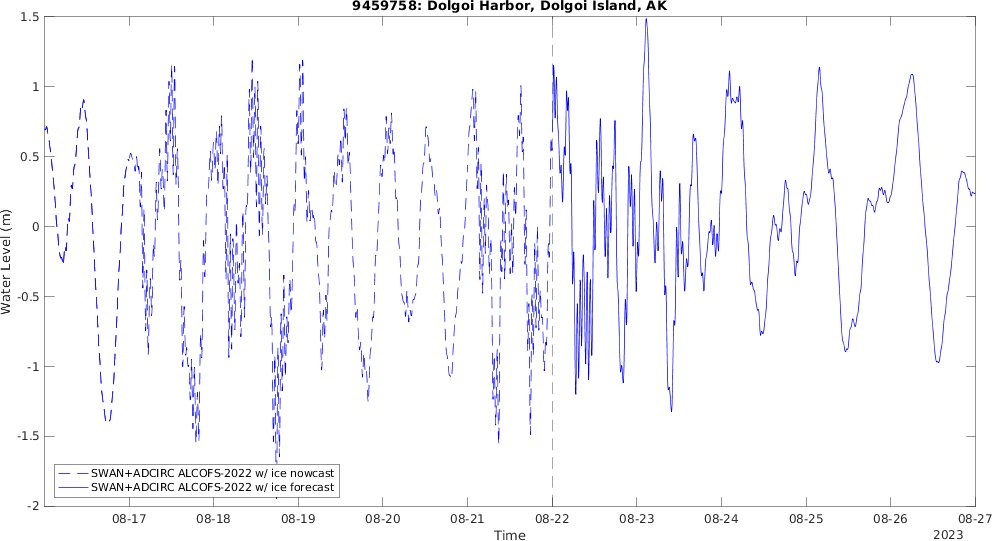 9459758: Dolgoi Harbor, Dolgoi Island, AK
1.5
1
0.5
0
-0.5
-1
-1.5
-2
Water Level (m)
SWAN+ADCIRC ALCOFS-2022 w/ ice nowcast
SWAN+ADCIRC ALCOFS-2022 w/ ice forecast
08-17 08-18 08-19 08-20 08-21 08-22 08-23 08-24 08-25 08-26 08-27
Time
2023